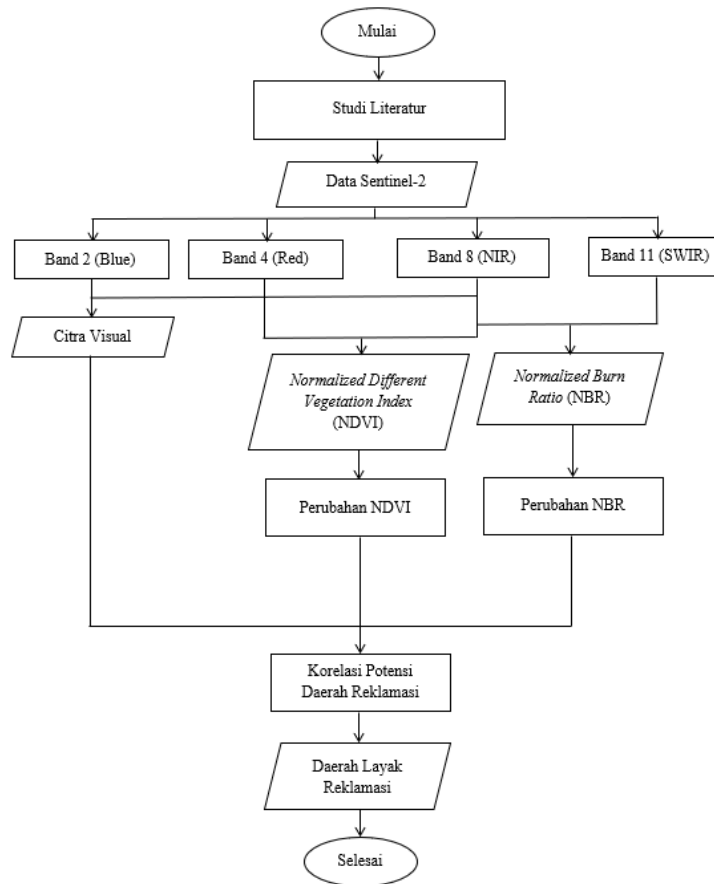 Mulai
Studi Literatur
Data Sentinel-2
Band 2 (Blue)
Band 4 (Red)
Band 8 (NIR)
Band 11 (SWIR)
Citra Visual
Normalized Different
Vegetation Index
(NDVI)
Normalized Burn
Ratio (NBR)
Perubahan NDVI
Perubahan NBR
Korelasi Potensi
Daerah Reklamasi
Daerah Layak
Reklamasi
Selesai